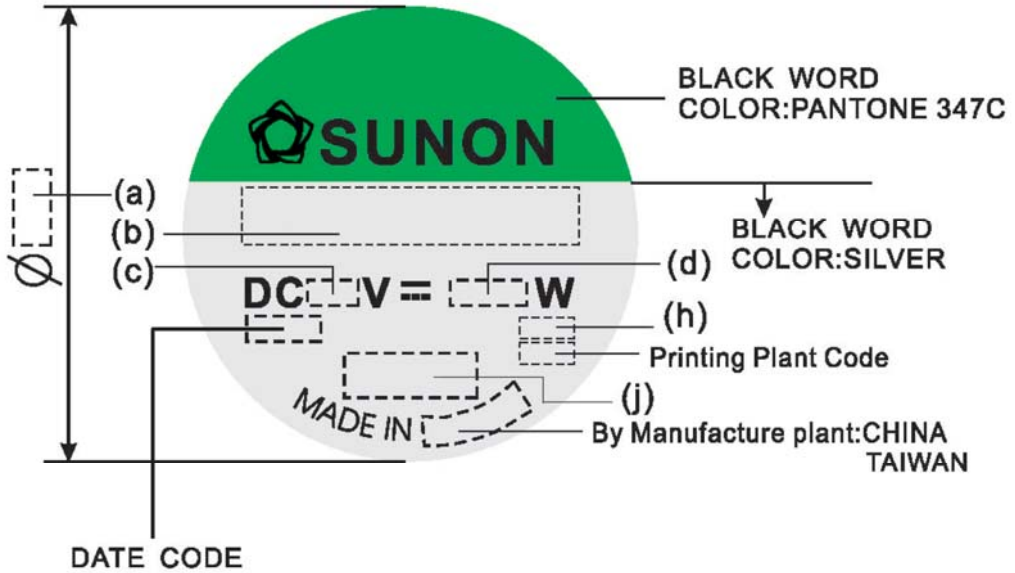 BLACK WORD
COLOR:PANTONE 347C
SUNON
(a)
(b)
(c)
BLACK WORD
COLOR:SILVER
(d)
DC V ⎓ W
(h)
Printing Plant Code
(j)
MADE IN
By Manufacture plant:CHINA
TAIWAN
Ø
DATE CODE